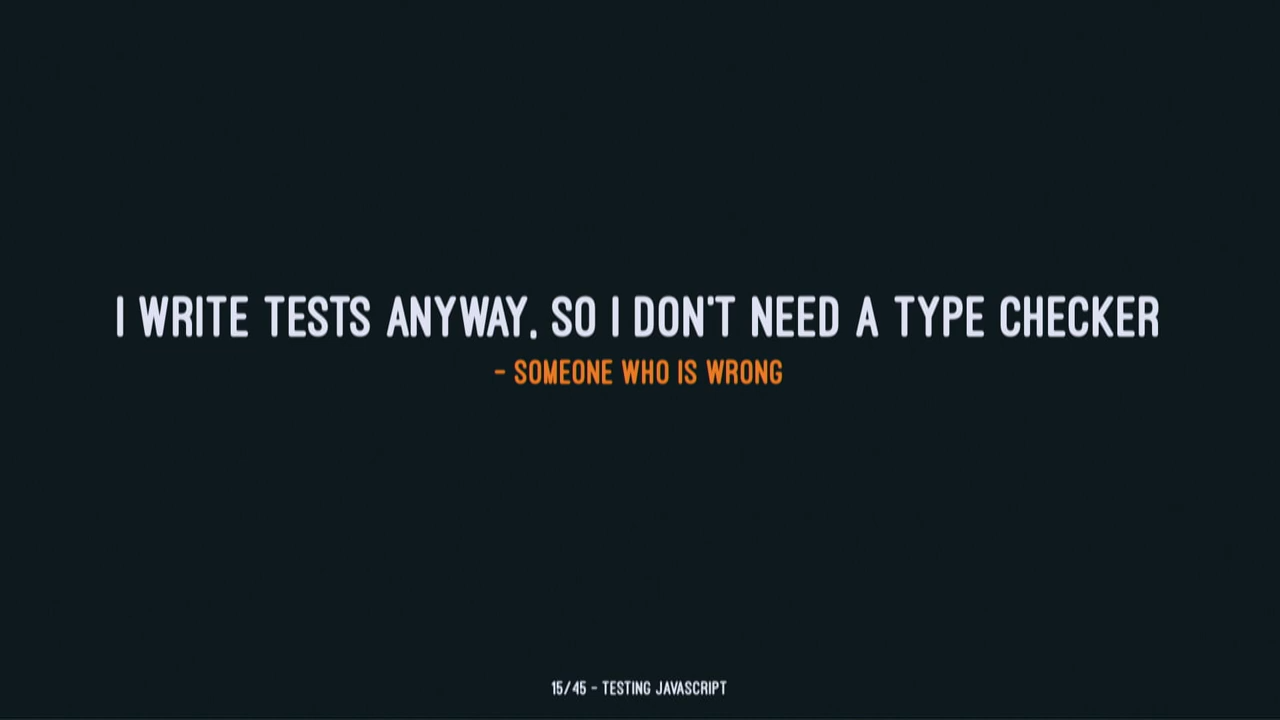 I WRITE TESTS ANYWAY, SO I DON'T NEED A TYPE CHECKER
- SOMEONE WHO IS WRONG
15/45 - TESTING JAVASCRIPT